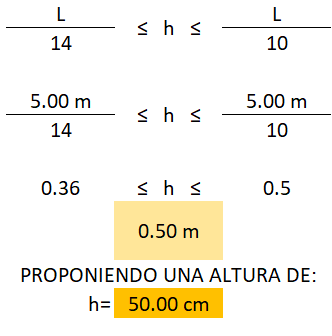 L/14 ≤ h ≤ L/10
5.00 m/14 ≤ h ≤ 5.00 m/10
0.36 ≤ h ≤ 0.5
0.50 m
PROPONIENDO UNA ALTURA DE:
h= 50.00 cm